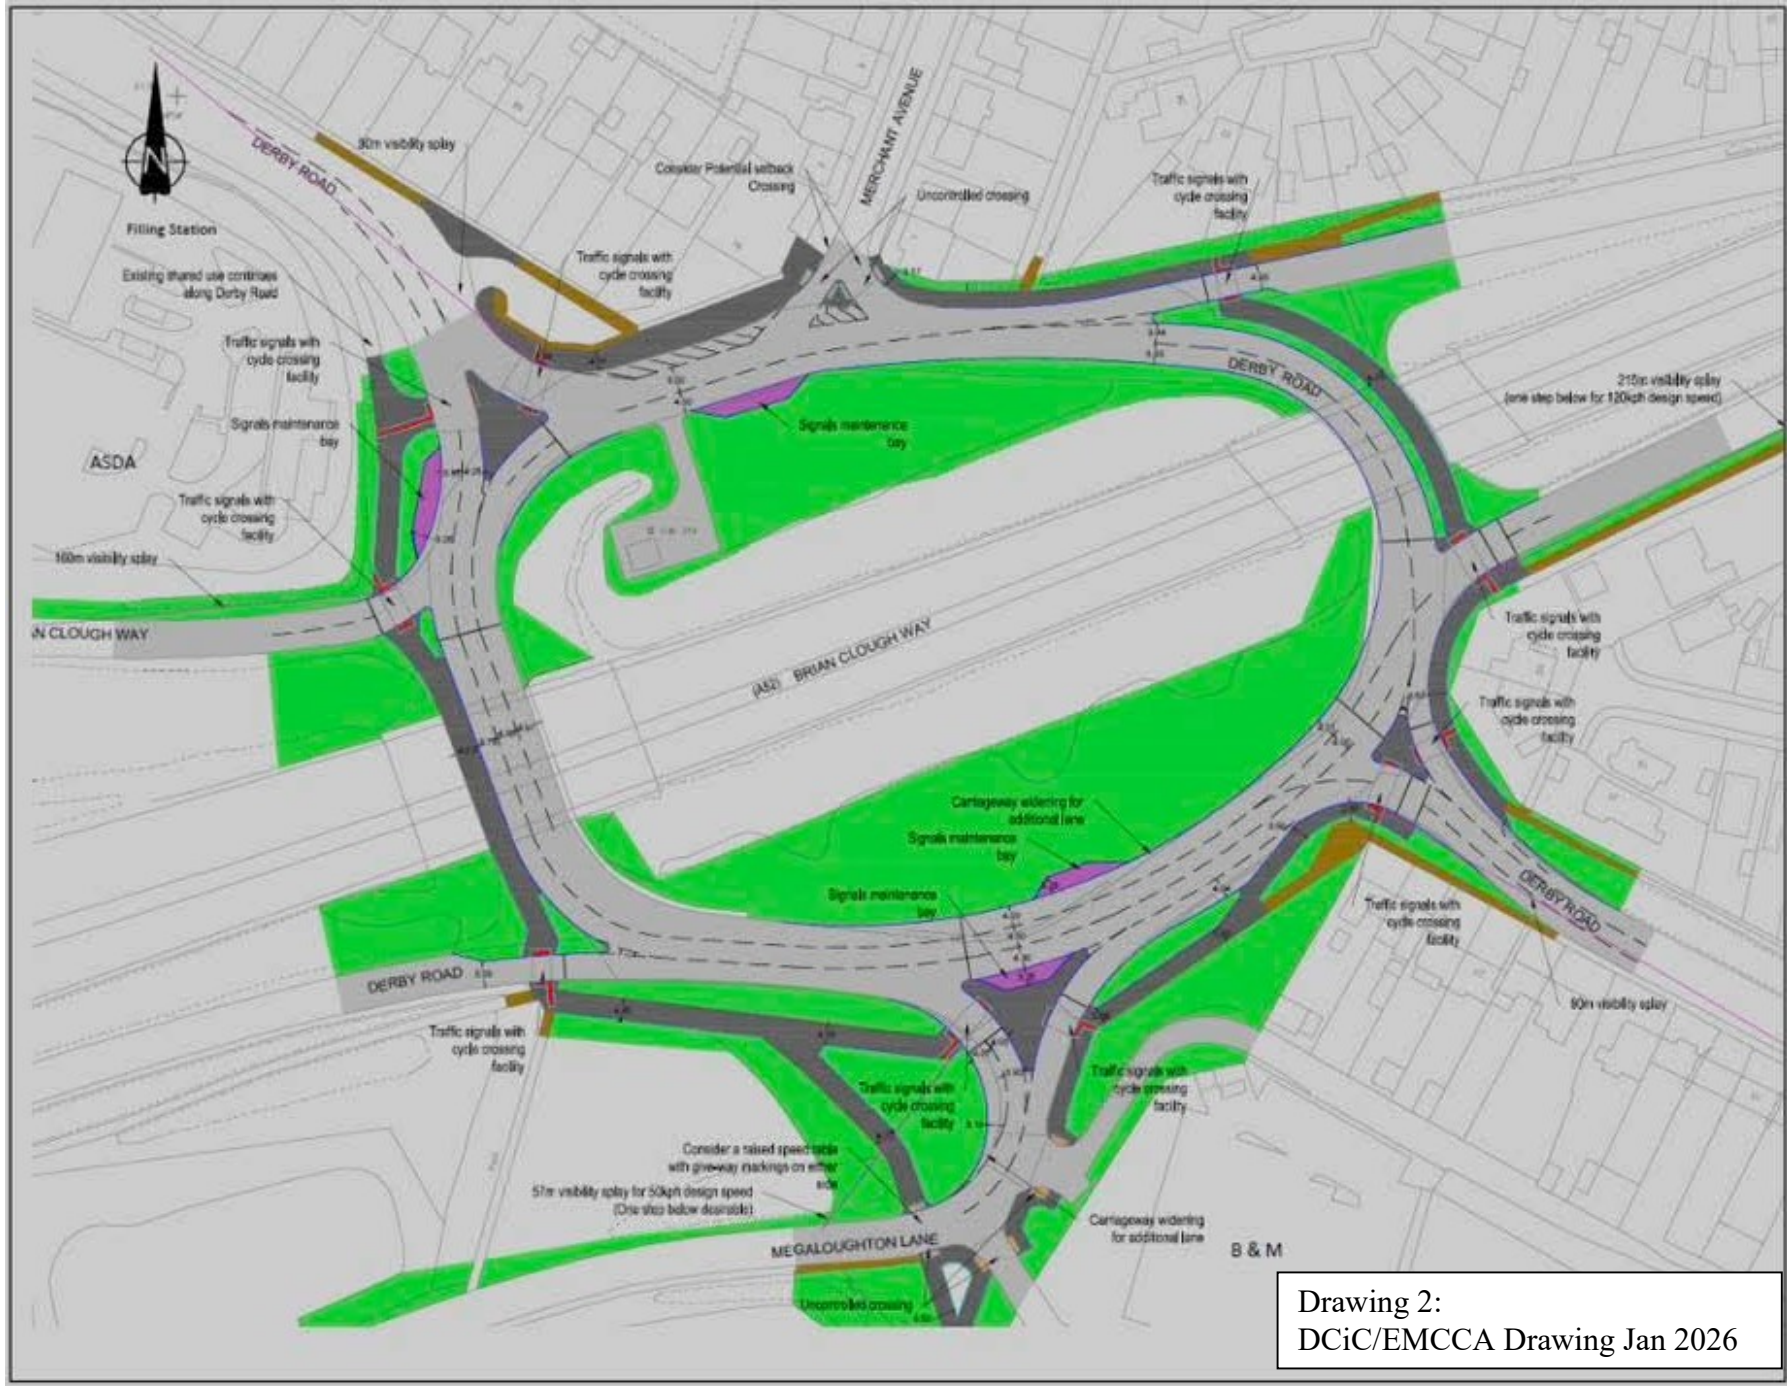 MERCHANT AVENUE
DERBY ROAD
90m visibility splay
Consider Potential setback
Crossing
Uncontrolled crossing
Traffic signals with
cycle crossing
facility
N
Filling Station
Traffic signals with
cycle crossing
facility
Existing shared use continues
along Derby Road
Traffic signals with
cycle crossing
facility
DERBY ROAD
215m visibility splay
(one step below for 120kph design speed)
Signals maintenance
bay
Signals maintenance
bay
ASDA
Traffic signals with
cycle crossing
facility
160m visibility splay
N CLOUGH WAY
(A52) BRIAN CLOUGH WAY
Traffic signals with
cycle crossing
facility
Traffic signals with
cycle crossing
facility
Carriageway widening for
additional lane
Signals maintenance
bay
Signals maintenance
bay
DERBY ROAD
Traffic signals with
cycle crossing
facility
DERBY ROAD
90m visibility splay
Traffic signals with
cycle crossing
facility
Traffic signals with
cycle crossing
facility
Traffic signals with
cycle crossing
facility
Consider a raised speed table
with give-way markings on either
side
57m visibility splay for 50kph design speed
(One step below desirable)
MEGALOUGHTON LANE
Carriageway widening
for additional lane
B & M
Uncontrolled crossing
Drawing 2:
DCiC/EMCCA Drawing Jan 2026